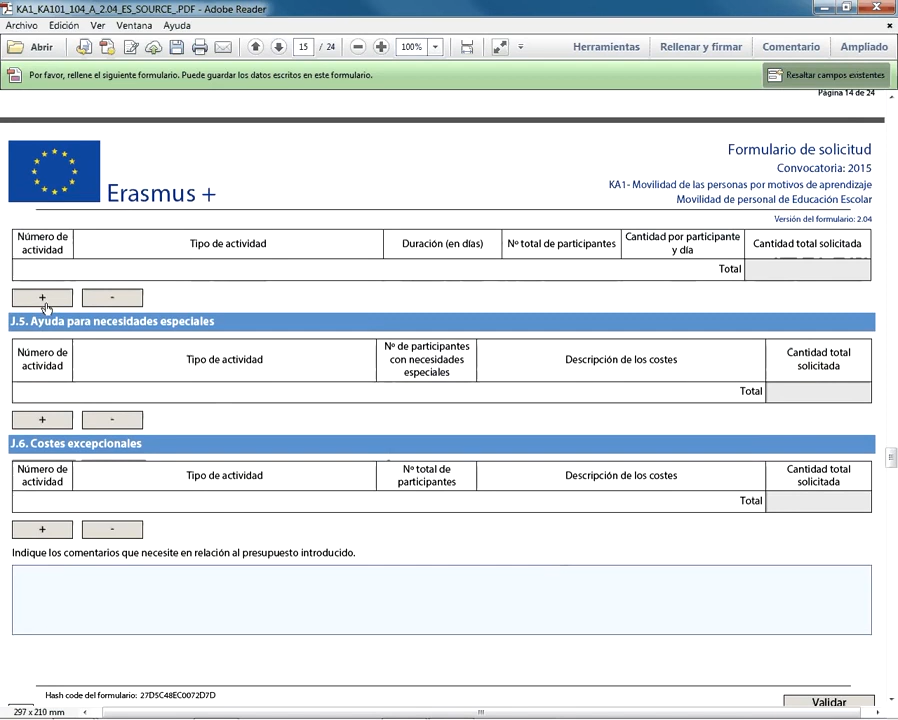 KA1_KA101_104_A_2.04_ES_SOURCE_.PDF - Adobe Reader
Archivo Edición Ver Ventana Ayuda
Abrir 15 / 24 100% Herramientas Rellenar y firmar Comentario Ampliado
Por favor, rellene el siguiente formulario. Puede guardar los datos escritos en este formulario. Resaltar campos existentes
Página 14 de 24
Formulario de solicitud
Convocatoria: 2015
Erasmus +
KA1- Movilidad de las personas por motivos de aprendizaje
Movilidad de personal de Educación Escolar
Versión del formulario: 2.04
Número de actividad Tipo de actividad Duración (en días) Nº total de participantes Cantidad por participante y día Cantidad total solicitada
Total
+ -
J.5. Ayuda para necesidades especiales
Número de actividad Tipo de actividad Nº de participantes con necesidades especiales Descripción de los costes Cantidad total solicitada
Total
+ -
J.6. Costes excepcionales
Número de actividad Tipo de actividad Nº total de participantes Descripción de los costes Cantidad total solicitada
Total
+ -
Indique los comentarios que necesite en relación al presupuesto introducido.
Hash code del formulario: 27D5C48EC0072D7D
Validar
297 x 210 mm